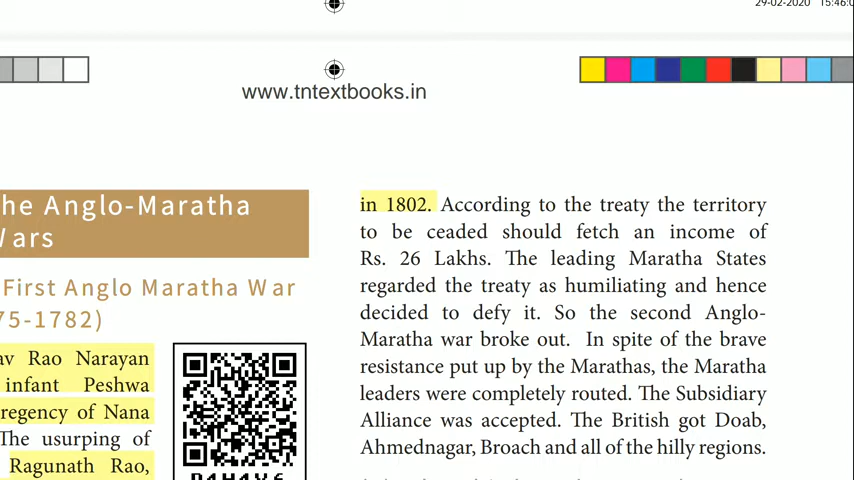 29-02-2020 15:46:0
www.tntextbooks.in
he Anglo-Maratha
ars
First Anglo Maratha War
75-1782)
av Rao Narayan
infant Peshwa
regency of Nana
The usurping of
Ragunath Rao,
in 1802. According to the treaty the territory
to be ceaded should fetch an income of
Rs. 26 Lakhs. The leading Maratha States
regarded the treaty as humiliating and hence
decided to defy it. So the second Anglo-
Maratha war broke out. In spite of the brave
resistance put up by the Marathas, the Maratha
leaders were completely routed. The Subsidiary
Alliance was accepted. The British got Doab,
Ahmednagar, Broach and all of the hilly regions.